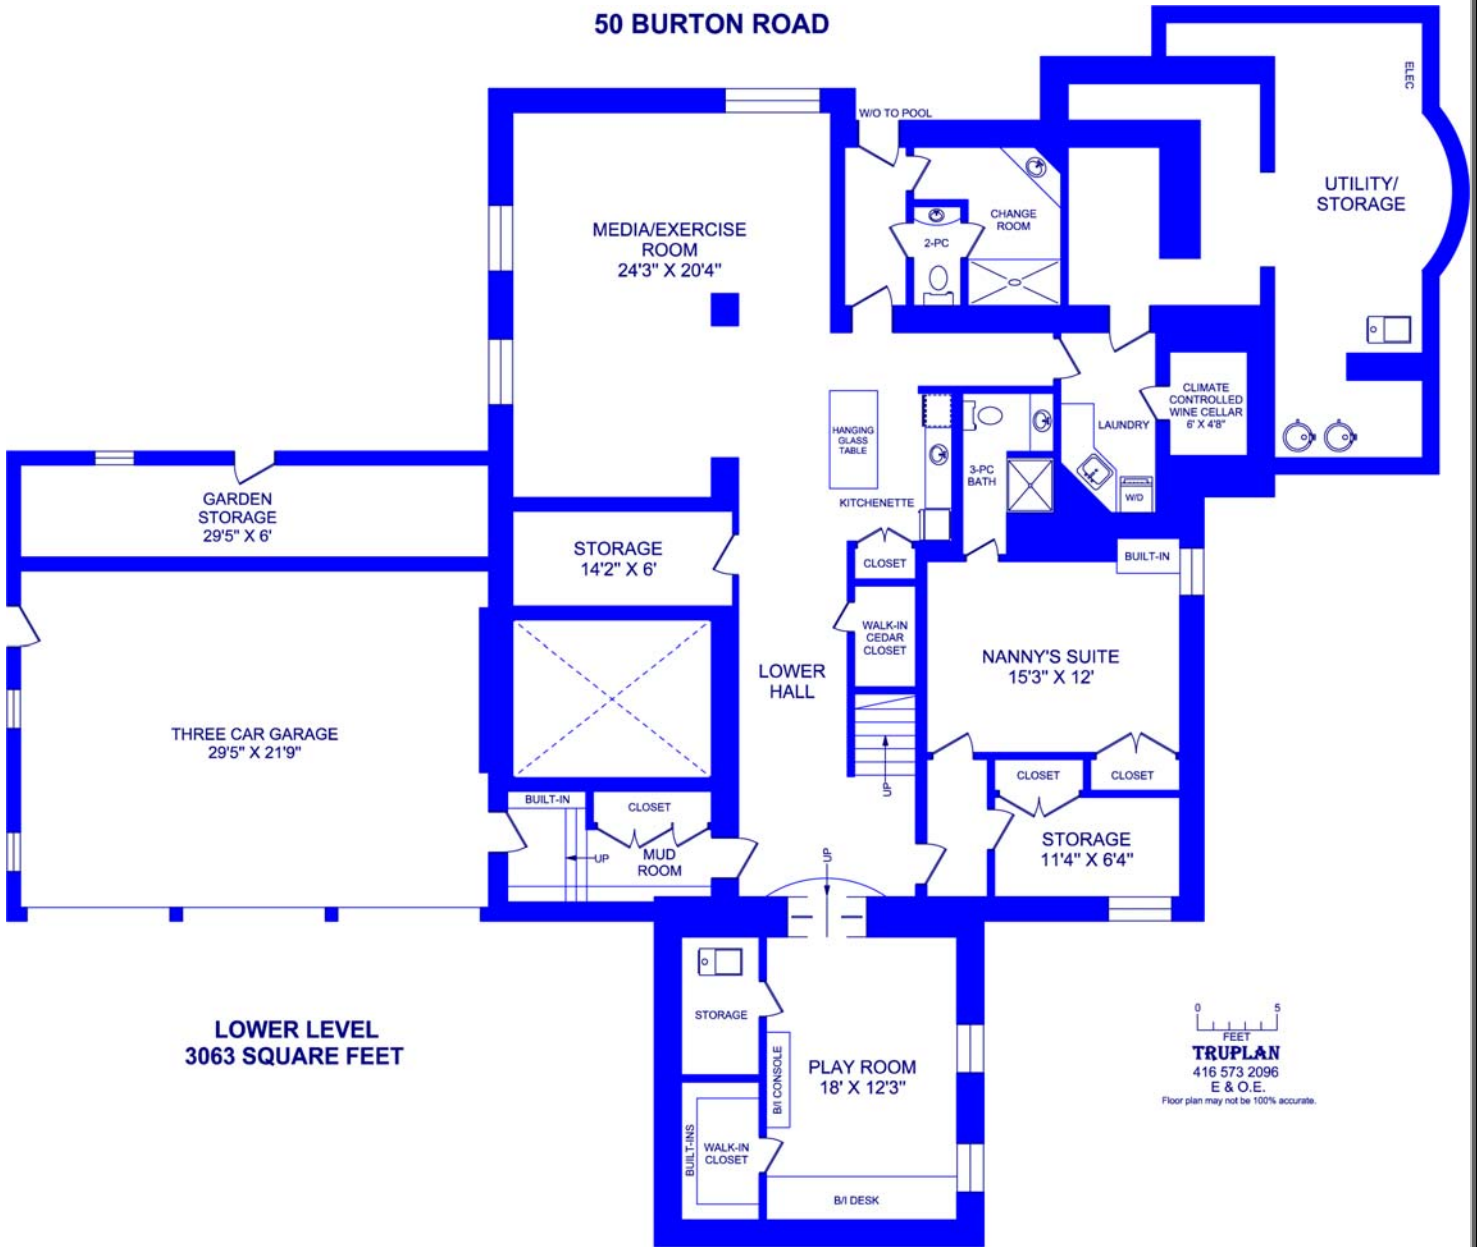 50 BURTON ROAD
ELEC
W/O TO POOL
UTILITY/
STORAGE
MEDIA/EXERCISE
ROOM
24'3" X 20'4"
CHANGE
ROOM
2-PC
CLIMATE
CONTROLLED
WINE CELLAR
6' X 4'8"
HANGING
GLASS
TABLE
LAUNDRY
3-PC
BATH
W/D
KITCHENETTE
GARDEN
STORAGE
29'5" X 6'
STORAGE
14'2" X 6'
CLOSET
BUILT-IN
WALK-IN
CEDAR
CLOSET
NANNY'S SUITE
15'3" X 12'
LOWER
HALL
THREE CAR GARAGE
29'5" X 21'9"
UP
CLOSET
CLOSET
BUILT-IN
CLOSET
STORAGE
11'4" X 6'4"
UP
MUD
ROOM
UP
STORAGE
B/I CONSOLE
PLAY ROOM
18' X 12'3"
BUILT-INS
WALK-IN
CLOSET
B/I DESK
LOWER LEVEL
3063 SQUARE FEET
0 5
FEET
TRUPLAN
416 573 2096
E & O.E.
Floor plan may not be 100% accurate.